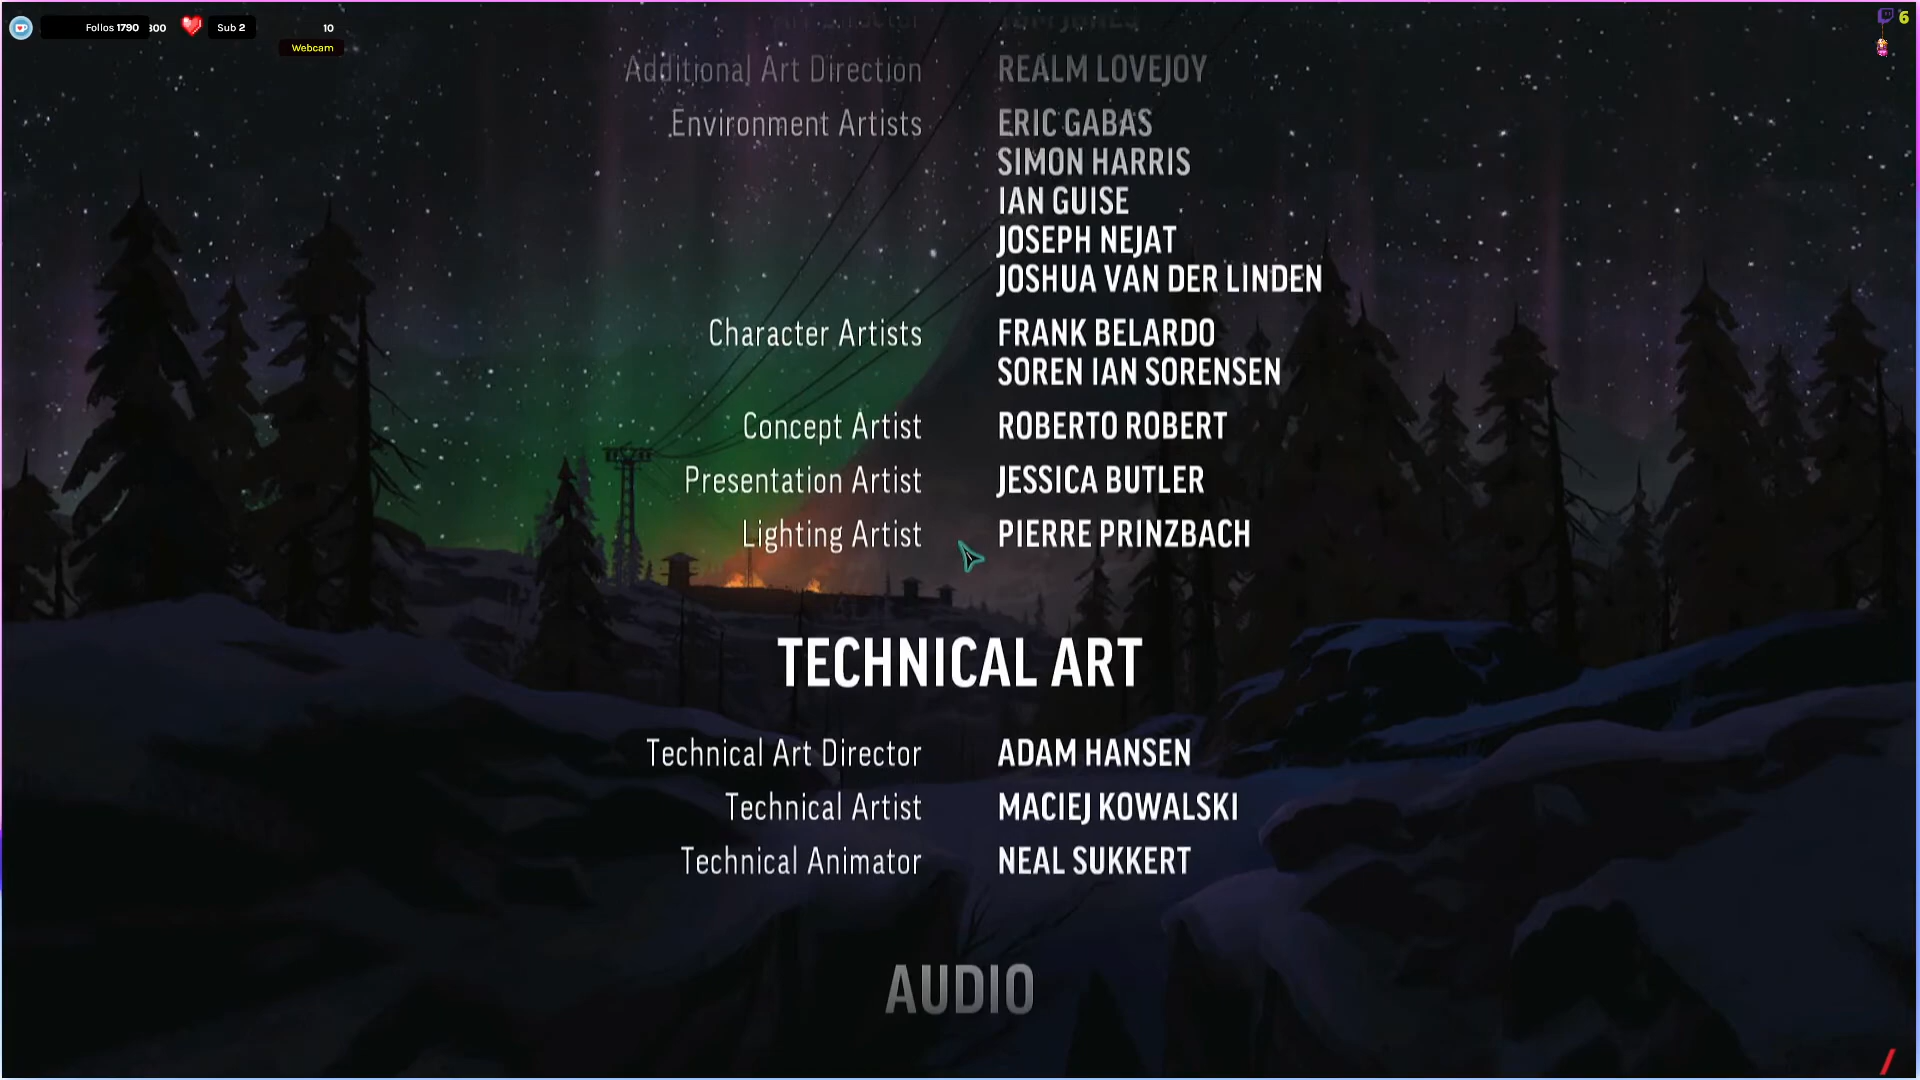 Follos 1790 300 Sub 2 10 6
Webcam
Additional Art Direction REALM LOVEJOY
Environment Artists ERIC GABAS
SIMON HARRIS
IAN GUISE
JOSEPH NEJAT
JOSHUA VAN DER LINDEN
Character Artists FRANK BELARDO
SOREN IAN SORENSEN
Concept Artist ROBERTO ROBERT
Presentation Artist JESSICA BUTLER
Lighting Artist PIERRE PRINZBACH
TECHNICAL ART
Technical Art Director ADAM HANSEN
Technical Artist MACIEJ KOWALSKI
Technical Animator NEAL SUKKERT
AUDIO